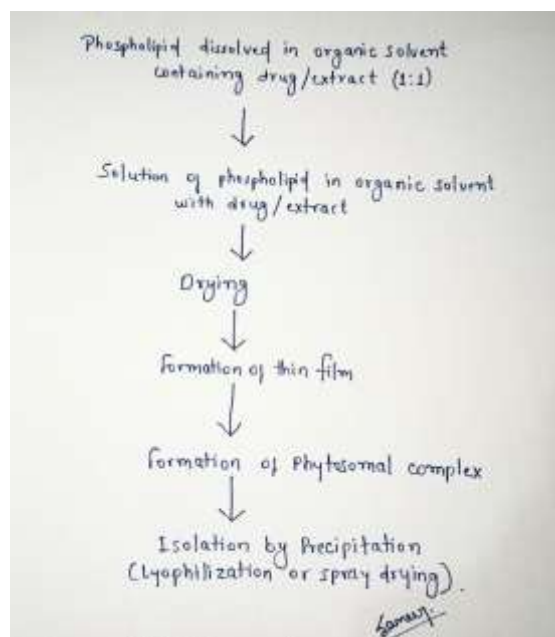 Phospholipid dissolved in organic solvent
containing drug/extract (1:1)
Solution of phospholipid in organic solvent
with drug/extract
Drying
Formation of thin film
Formation of Phytosomal complex
Isolation by Precipitation
(Lyophilization or spray drying).